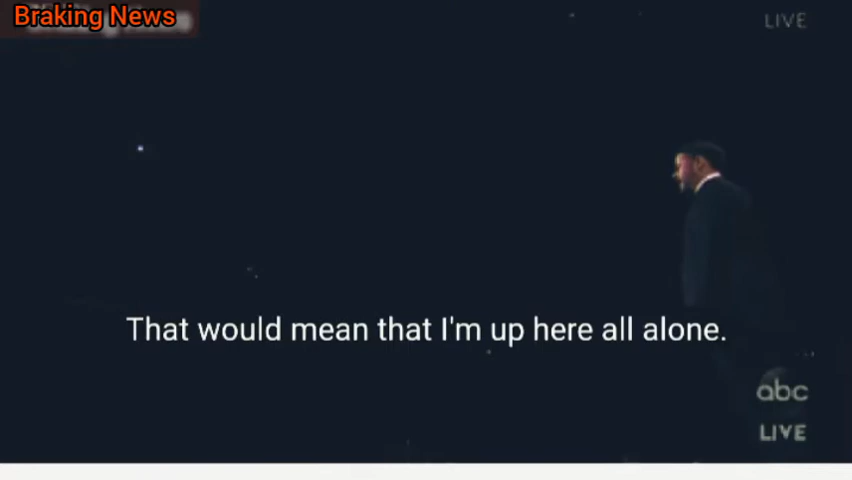 Braking News
LIVE
That would mean that I'm up here all alone.
abc
LIVE